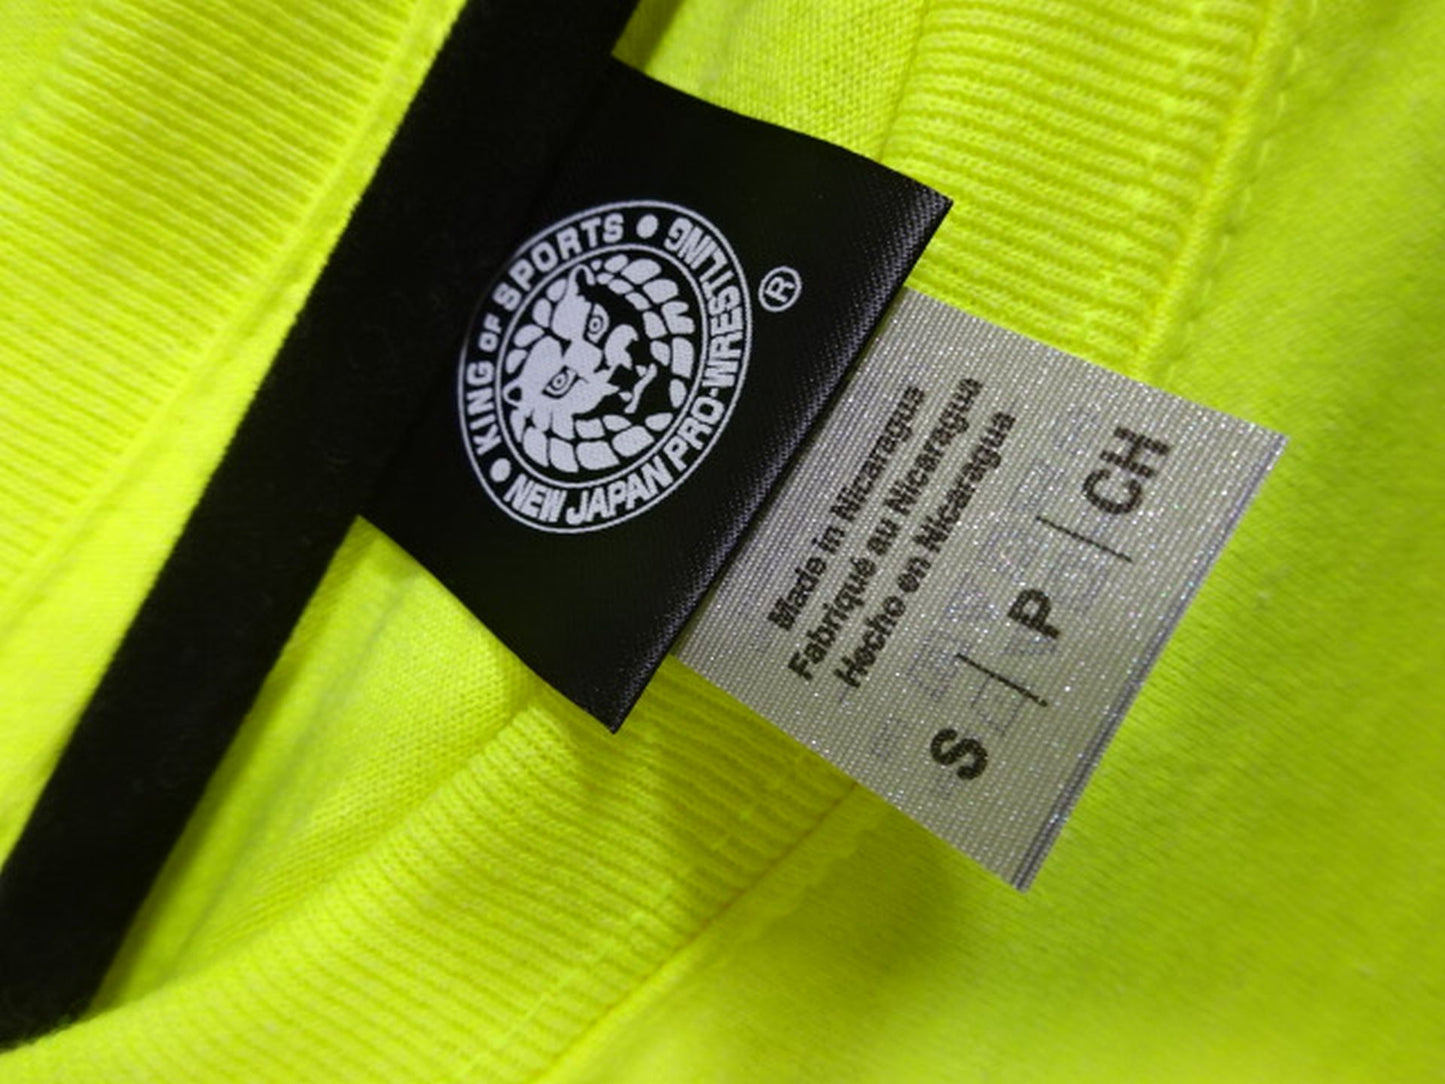 KING OF SPORTS
NEW JAPAN PRO-WRESTLING
®
Made in Nicaragua
Fabriqué au Nicaragua
Hecho en Nicaragua
S | P | CH